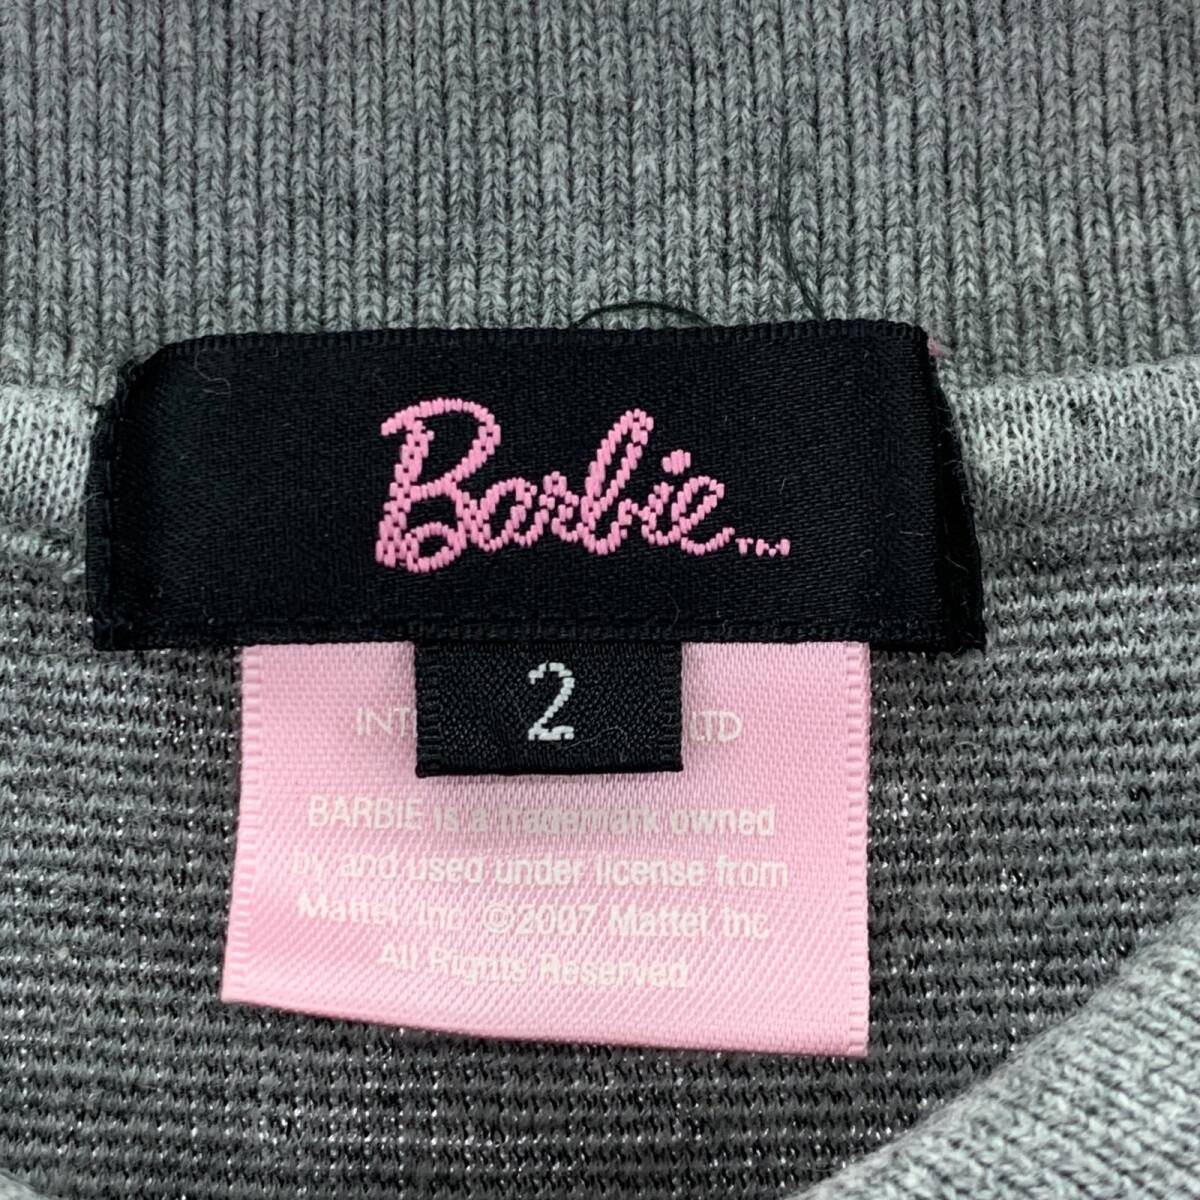 Barbie™
2
INT LTD
BARBIE is a trademark owned
by and used under license from
Mattel, Inc ©2007 Mattel Inc
All Rights Reserved